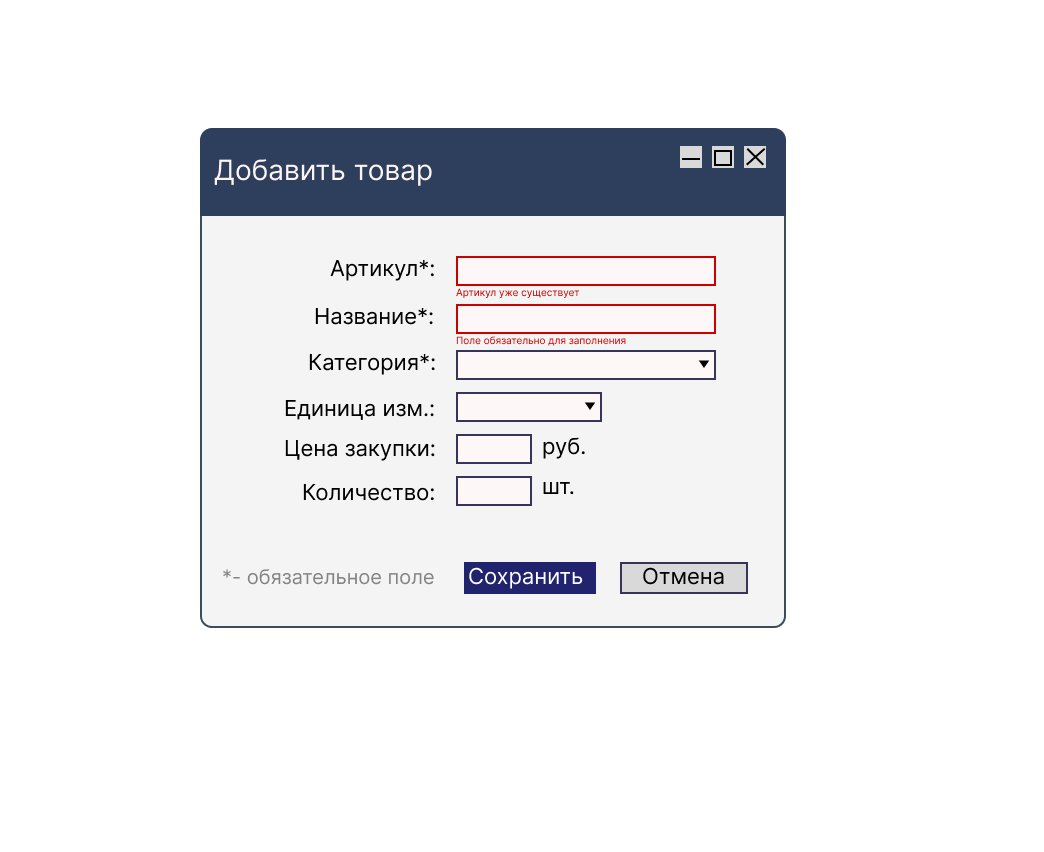 Добавить товар
Артикул*:
Артикул уже существует
Название*:
Поле обязательно для заполнения
Категория*:
Единица изм.:
Цена закупки: руб.
Количество: шт.
*- обязательное поле Сохранить Отмена